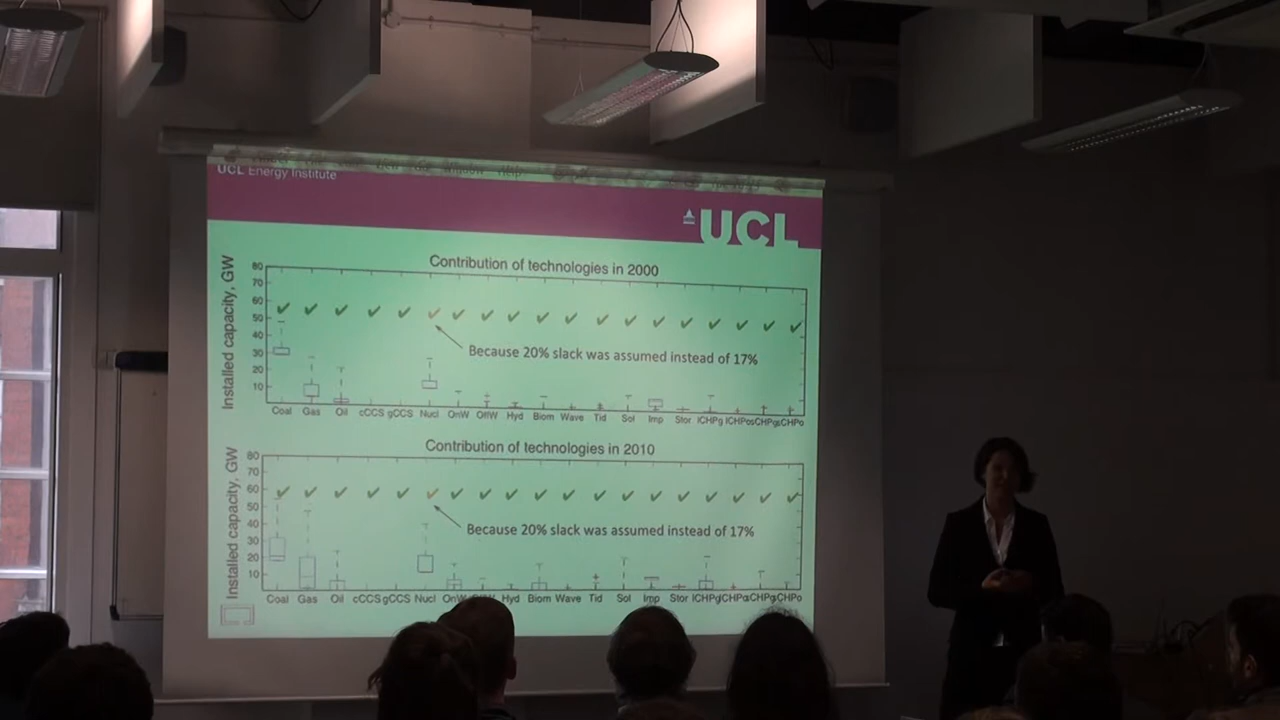 UCL Energy Institute
UCL
Contribution of technologies in 2000
Installed capacity, GW
80
70
60
50
40
30
20
10
Because 20% slack was assumed instead of 17%
Coal Gas Oil cCCS gCCS Nucl OnW OffW Hyd Biom Wave Tid Sol Imp Stor ICHPg
Contribution of technologies in 2010
Installed capacity, GW
80
70
60
50
40
30
20
10
Because 20% slack was assumed instead of 17%
Coal Gas Oil cCCS gCCS Nucl OnW Hyd Biom Wave Tid Sol Imp Stor ICHPg